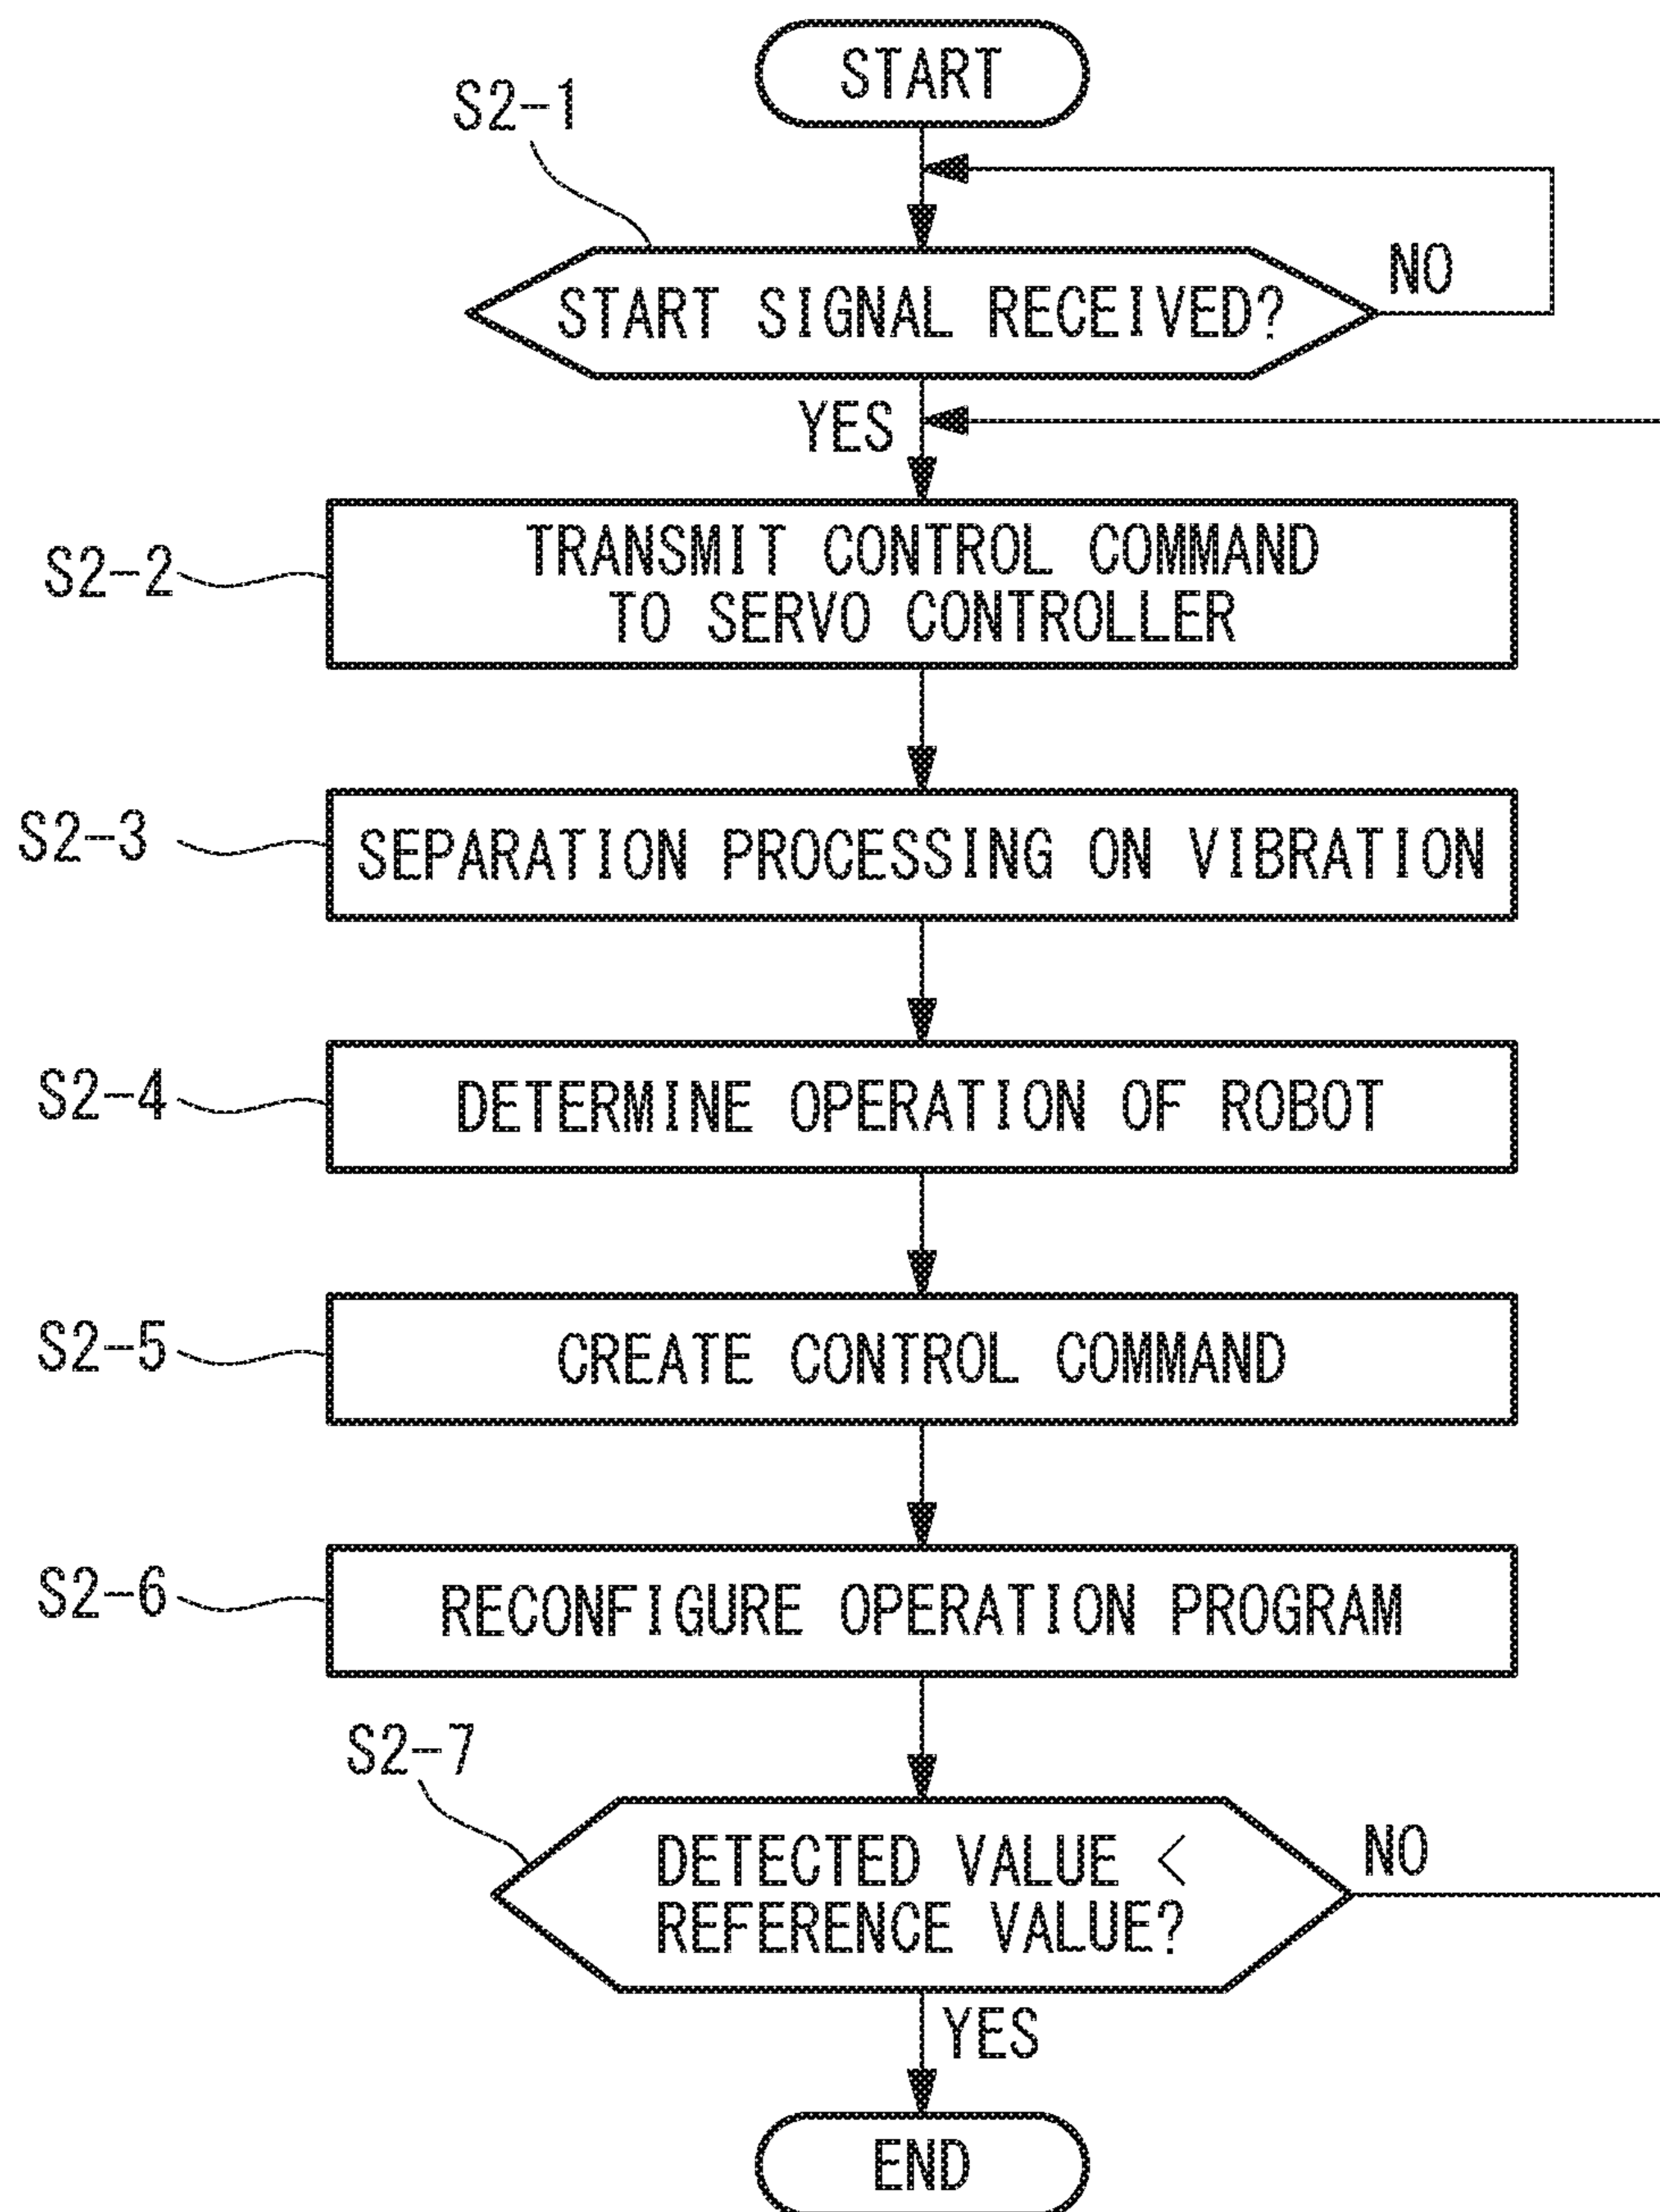 START
S2-1
START SIGNAL RECEIVED?
NO
YES
S2-2
TRANSMIT CONTROL COMMAND
TO SERVO CONTROLLER
S2-3
SEPARATION PROCESSING ON VIBRATION
S2-4
DETERMINE OPERATION OF ROBOT
S2-5
CREATE CONTROL COMMAND
S2-6
RECONFIGURE OPERATION PROGRAM
S2-7
DETECTED VALUE <
REFERENCE VALUE?
NO
YES
END